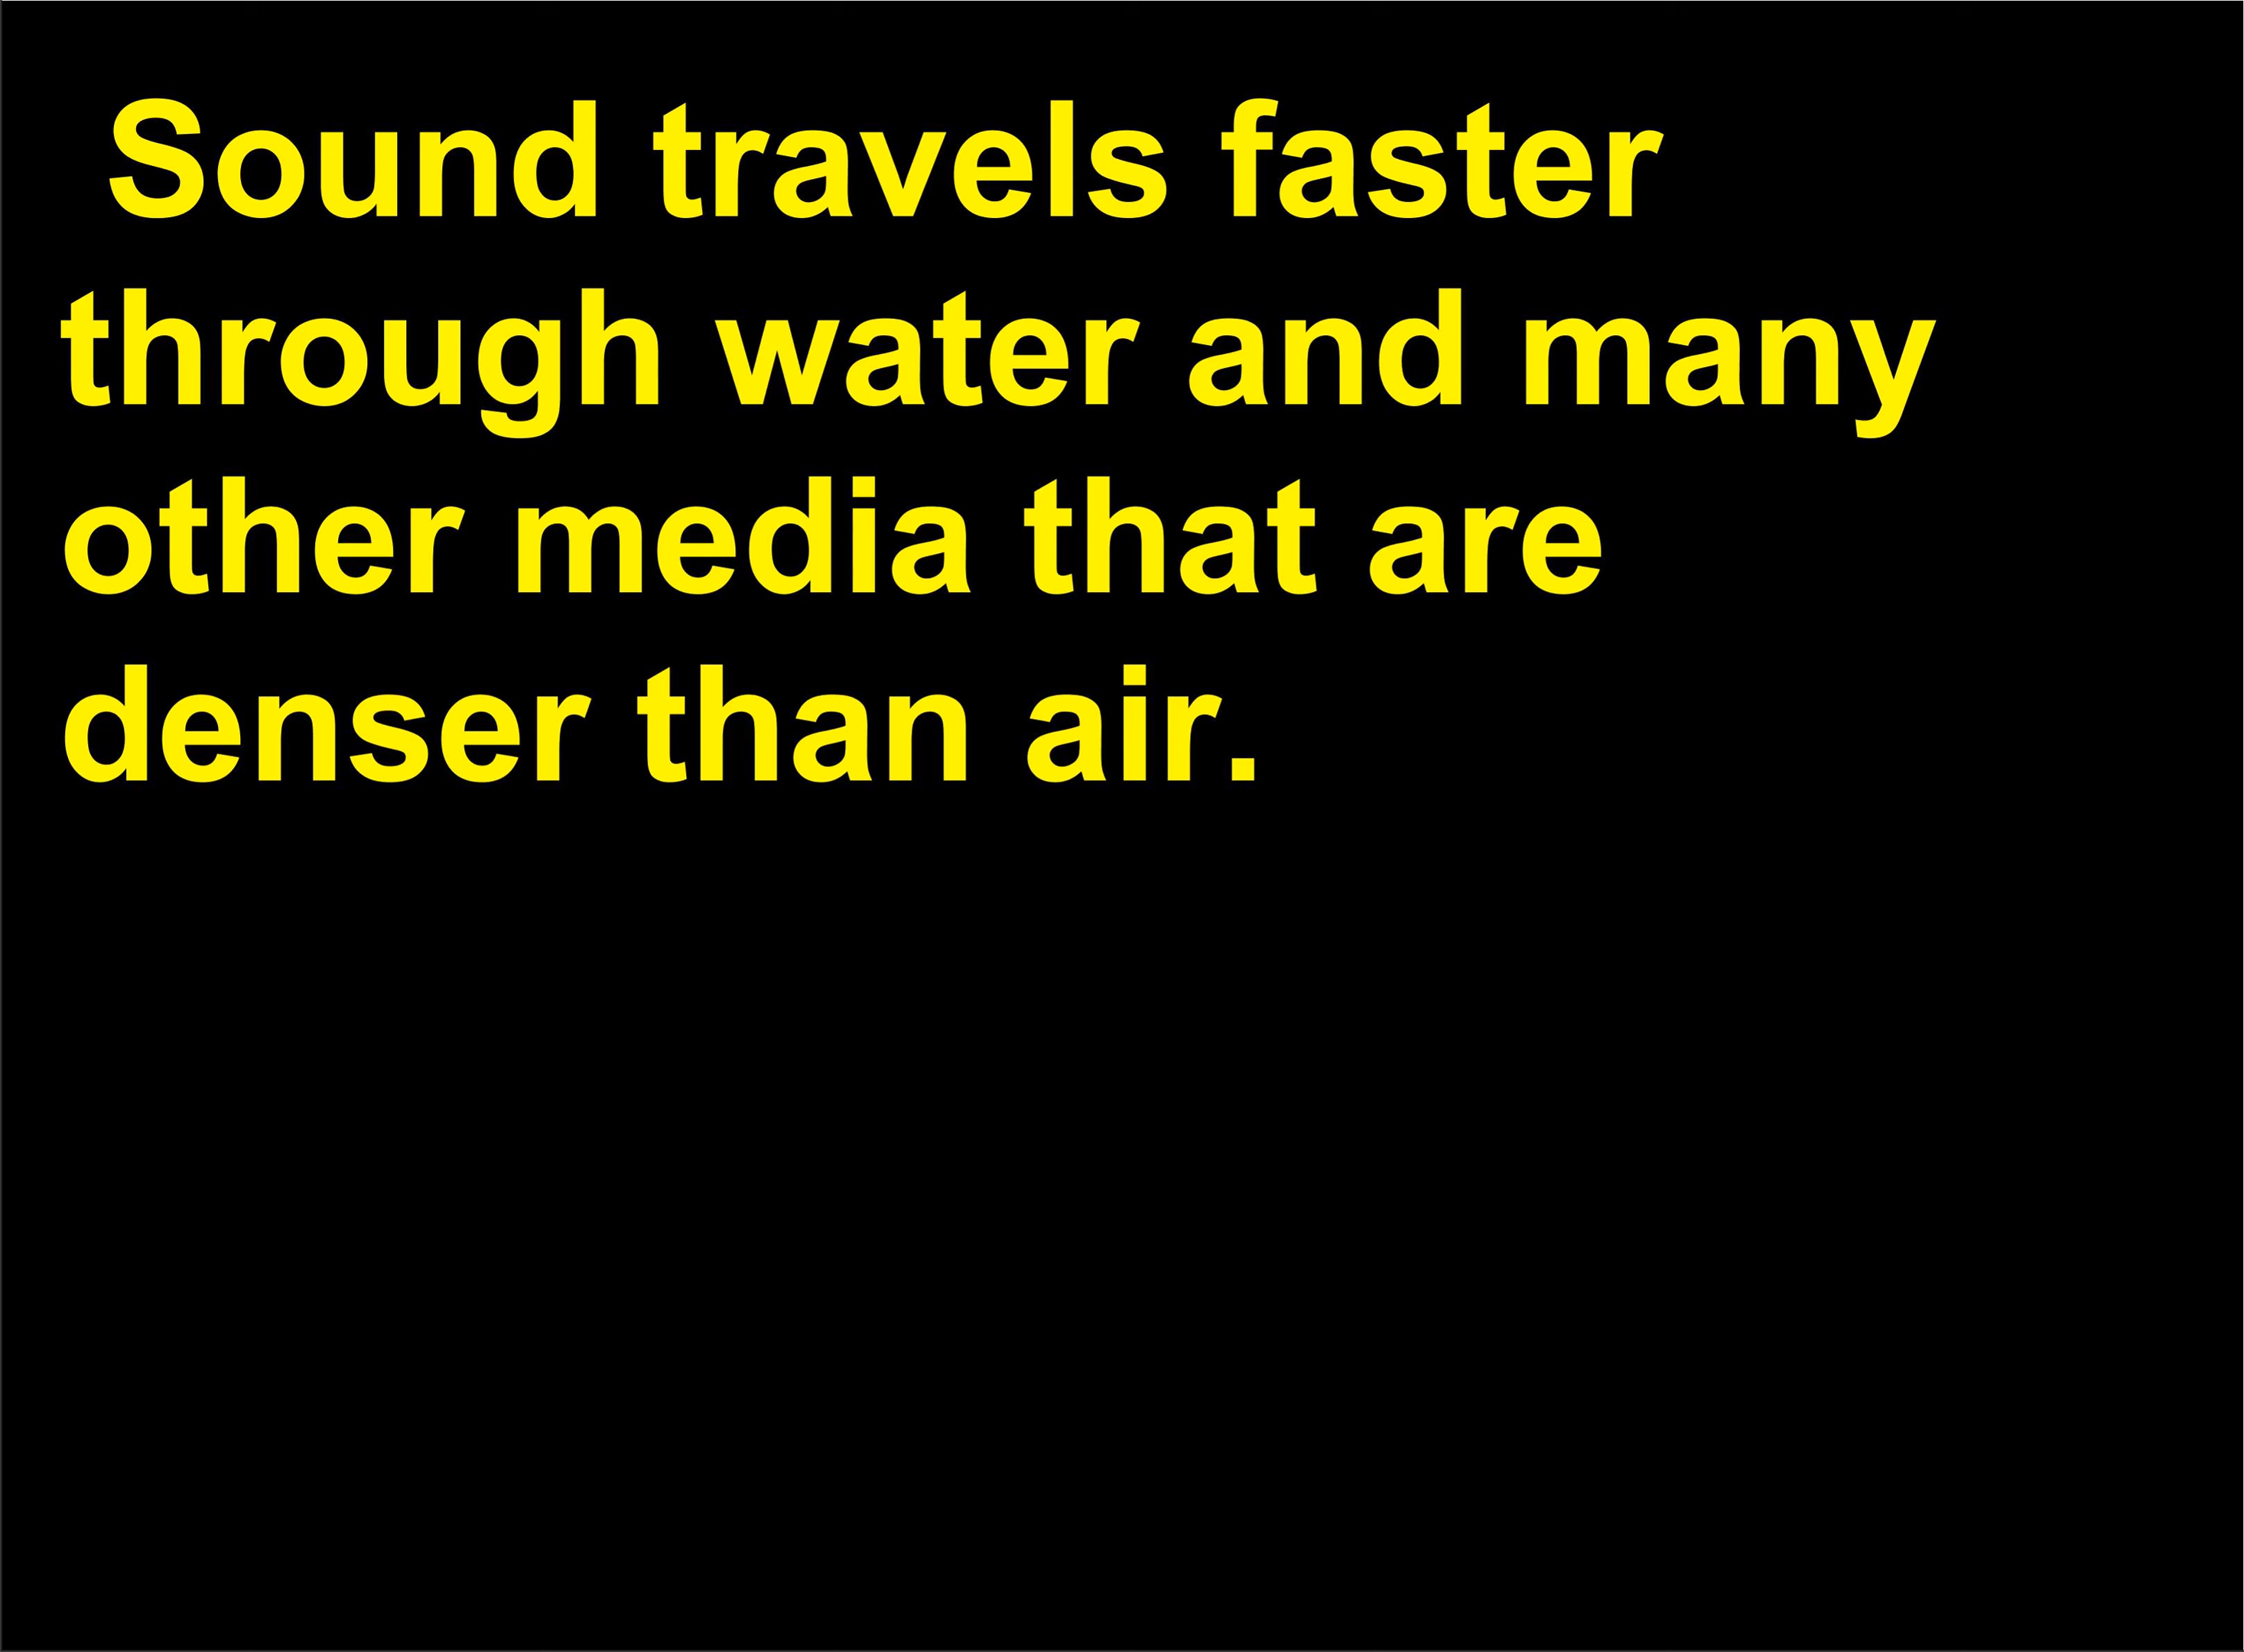 Sound travels faster
through water and many
other media that are
denser than air.